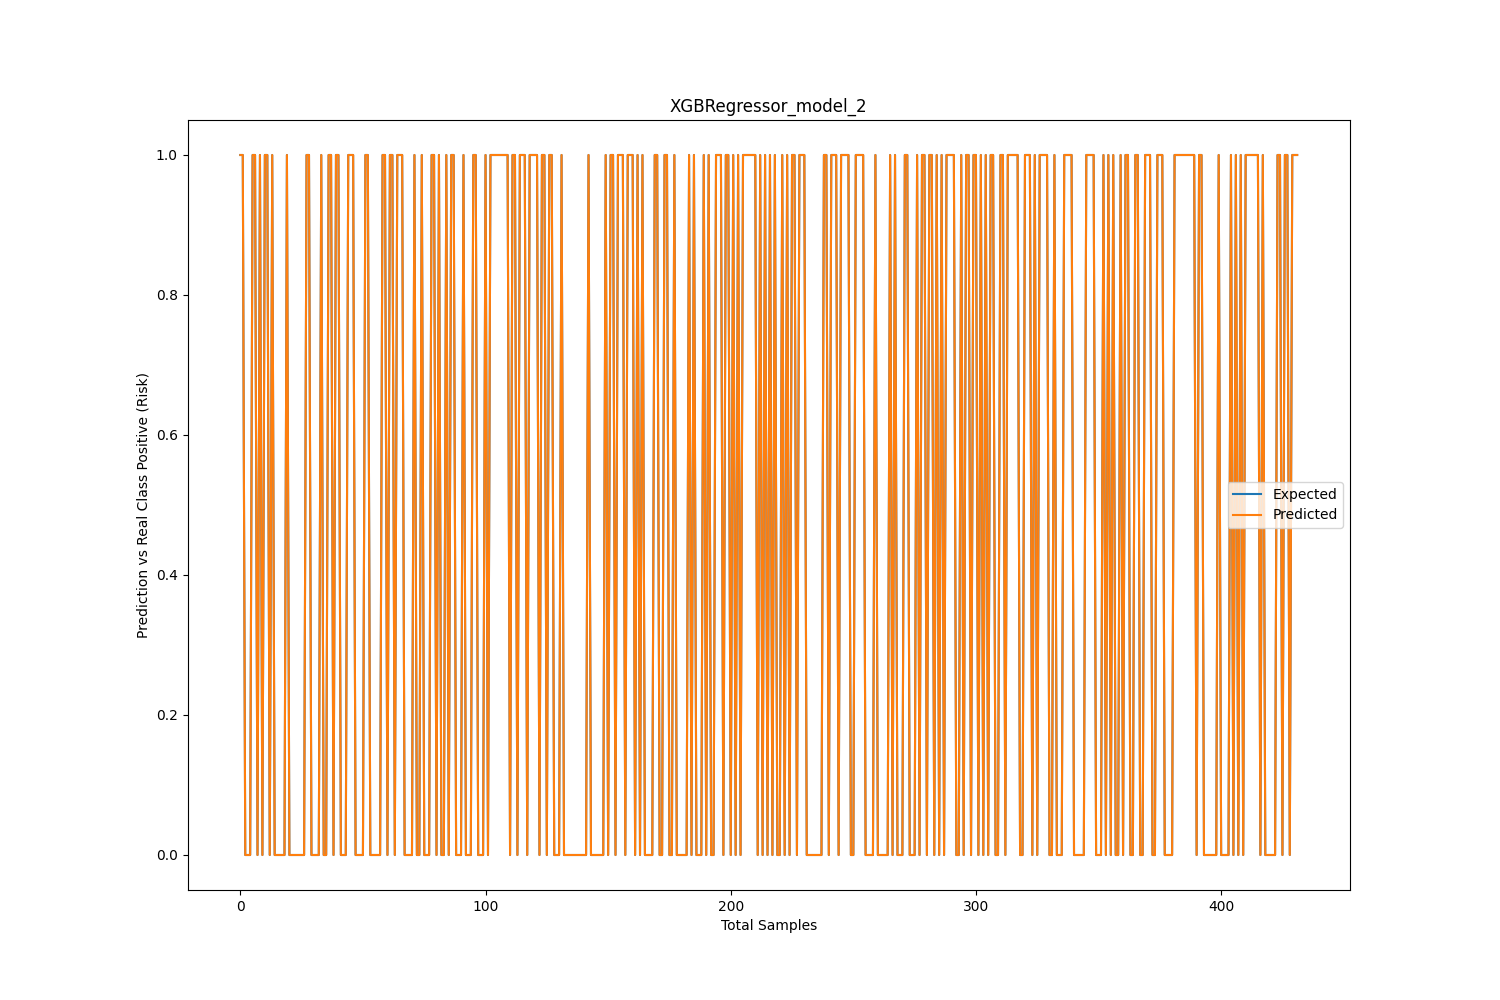 XGBRegressor_model_2
1.0
0.8
0.6
0.4
0.2
0.0
Prediction vs Real Class Positive (Risk)
Expected
Predicted
0 100 200 300 400
Total Samples